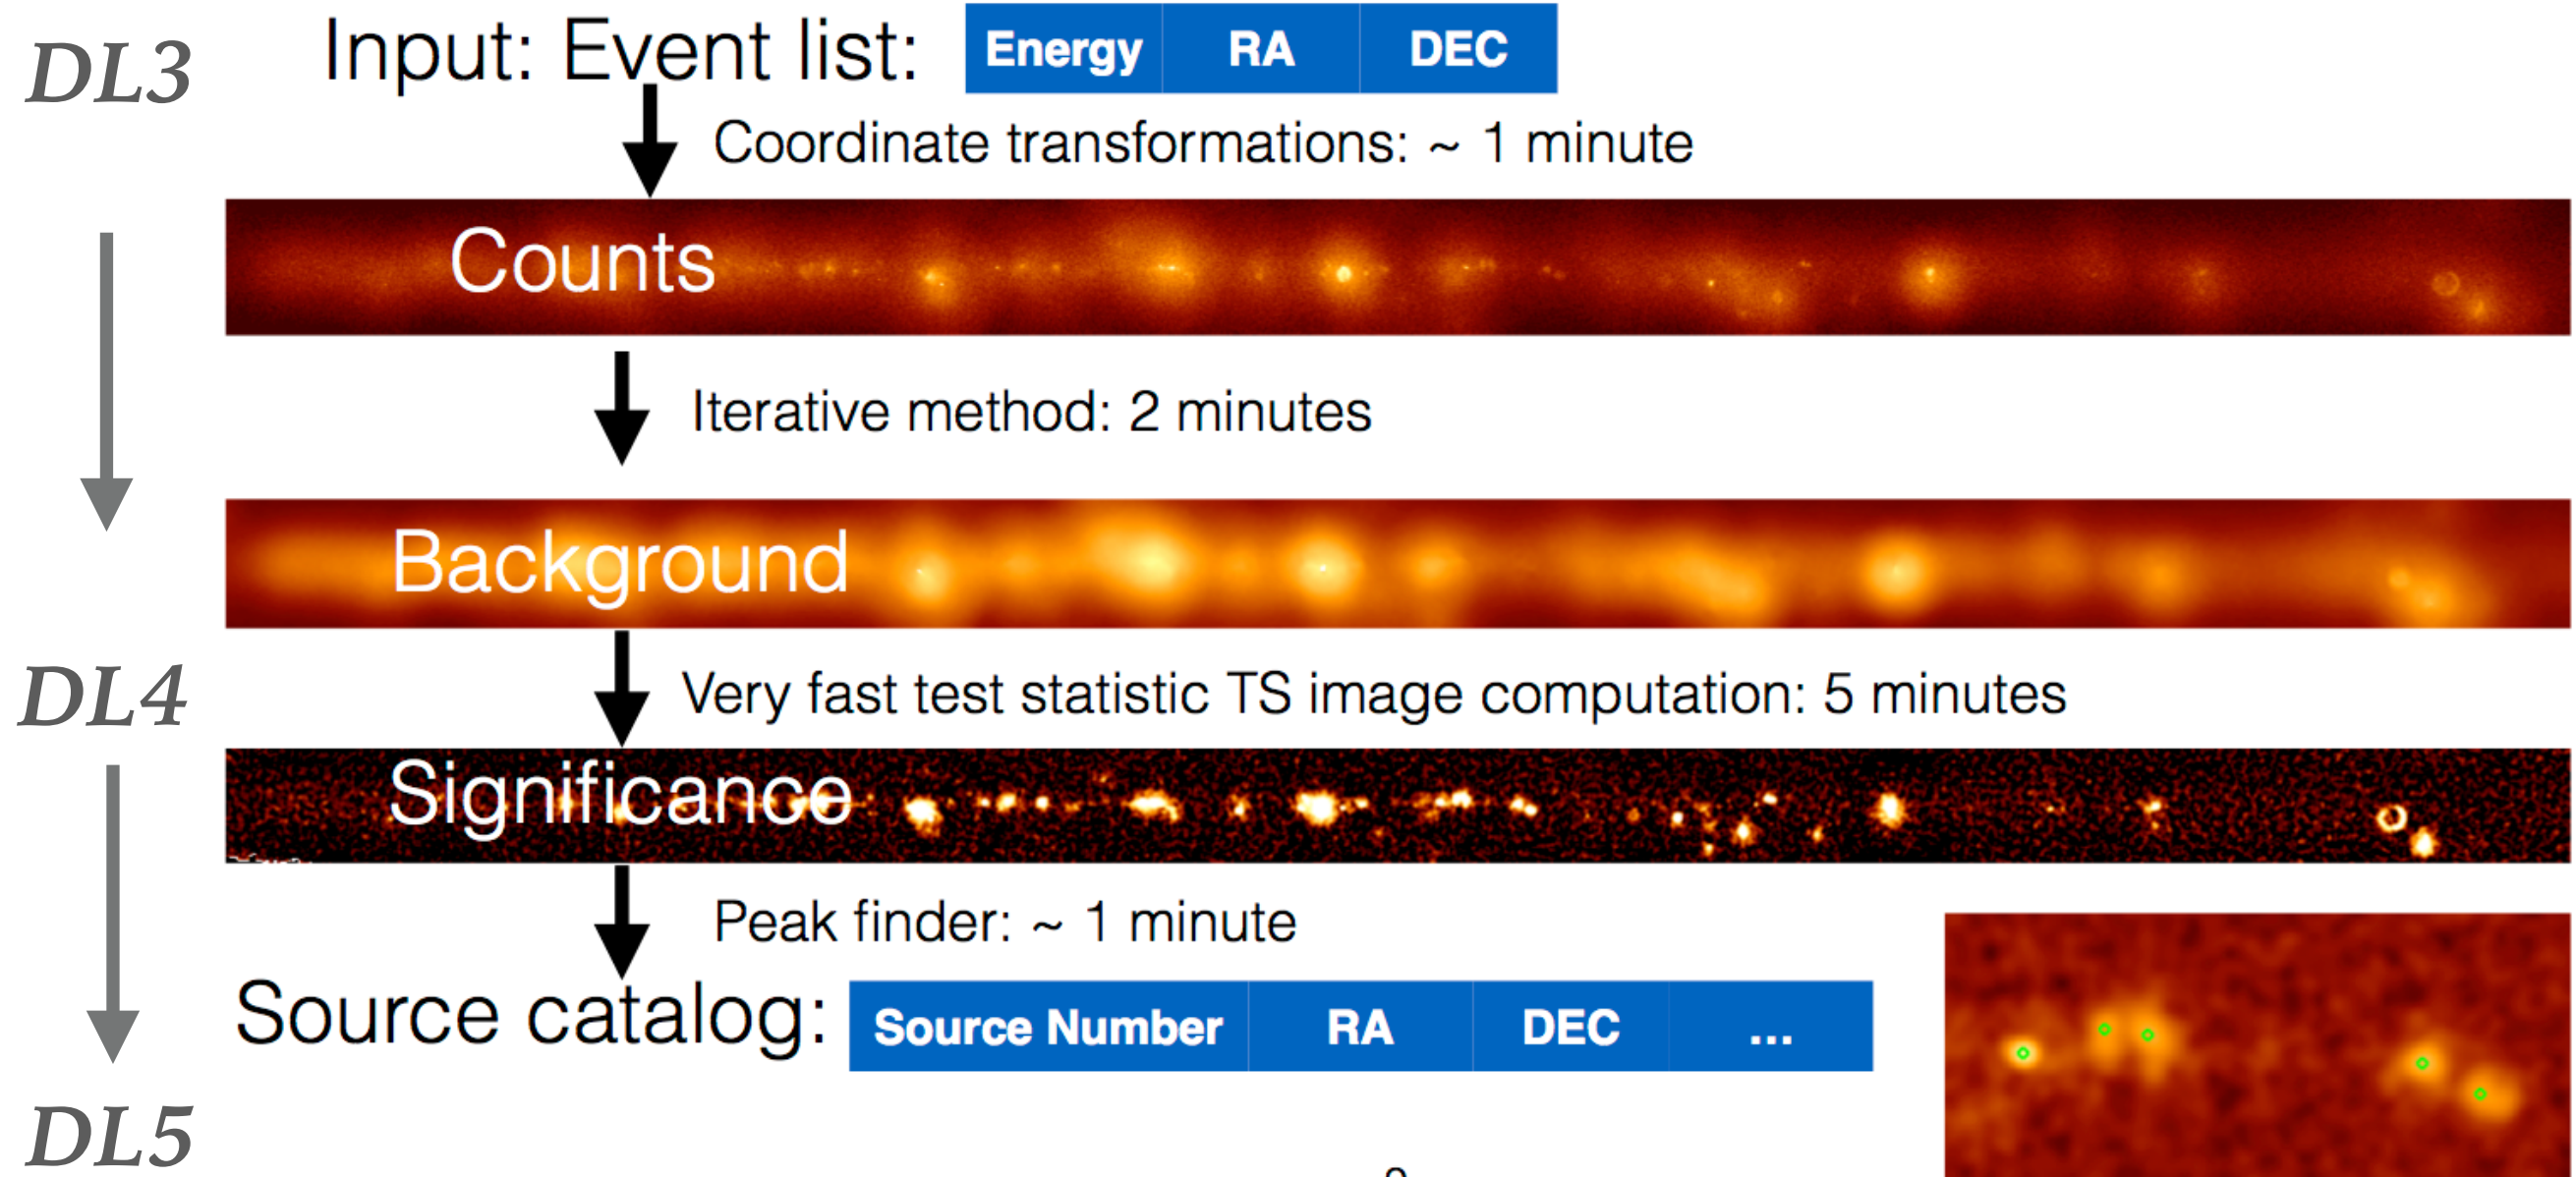 DL3
Input: Event list: Energy RA DEC
Coordinate transformations: ~ 1 minute
Counts
Iterative method: 2 minutes
Background
DL4
Very fast test statistic TS image computation: 5 minutes
Significance
Peak finder: ~ 1 minute
Source catalog: Source Number RA DEC ...
DL5